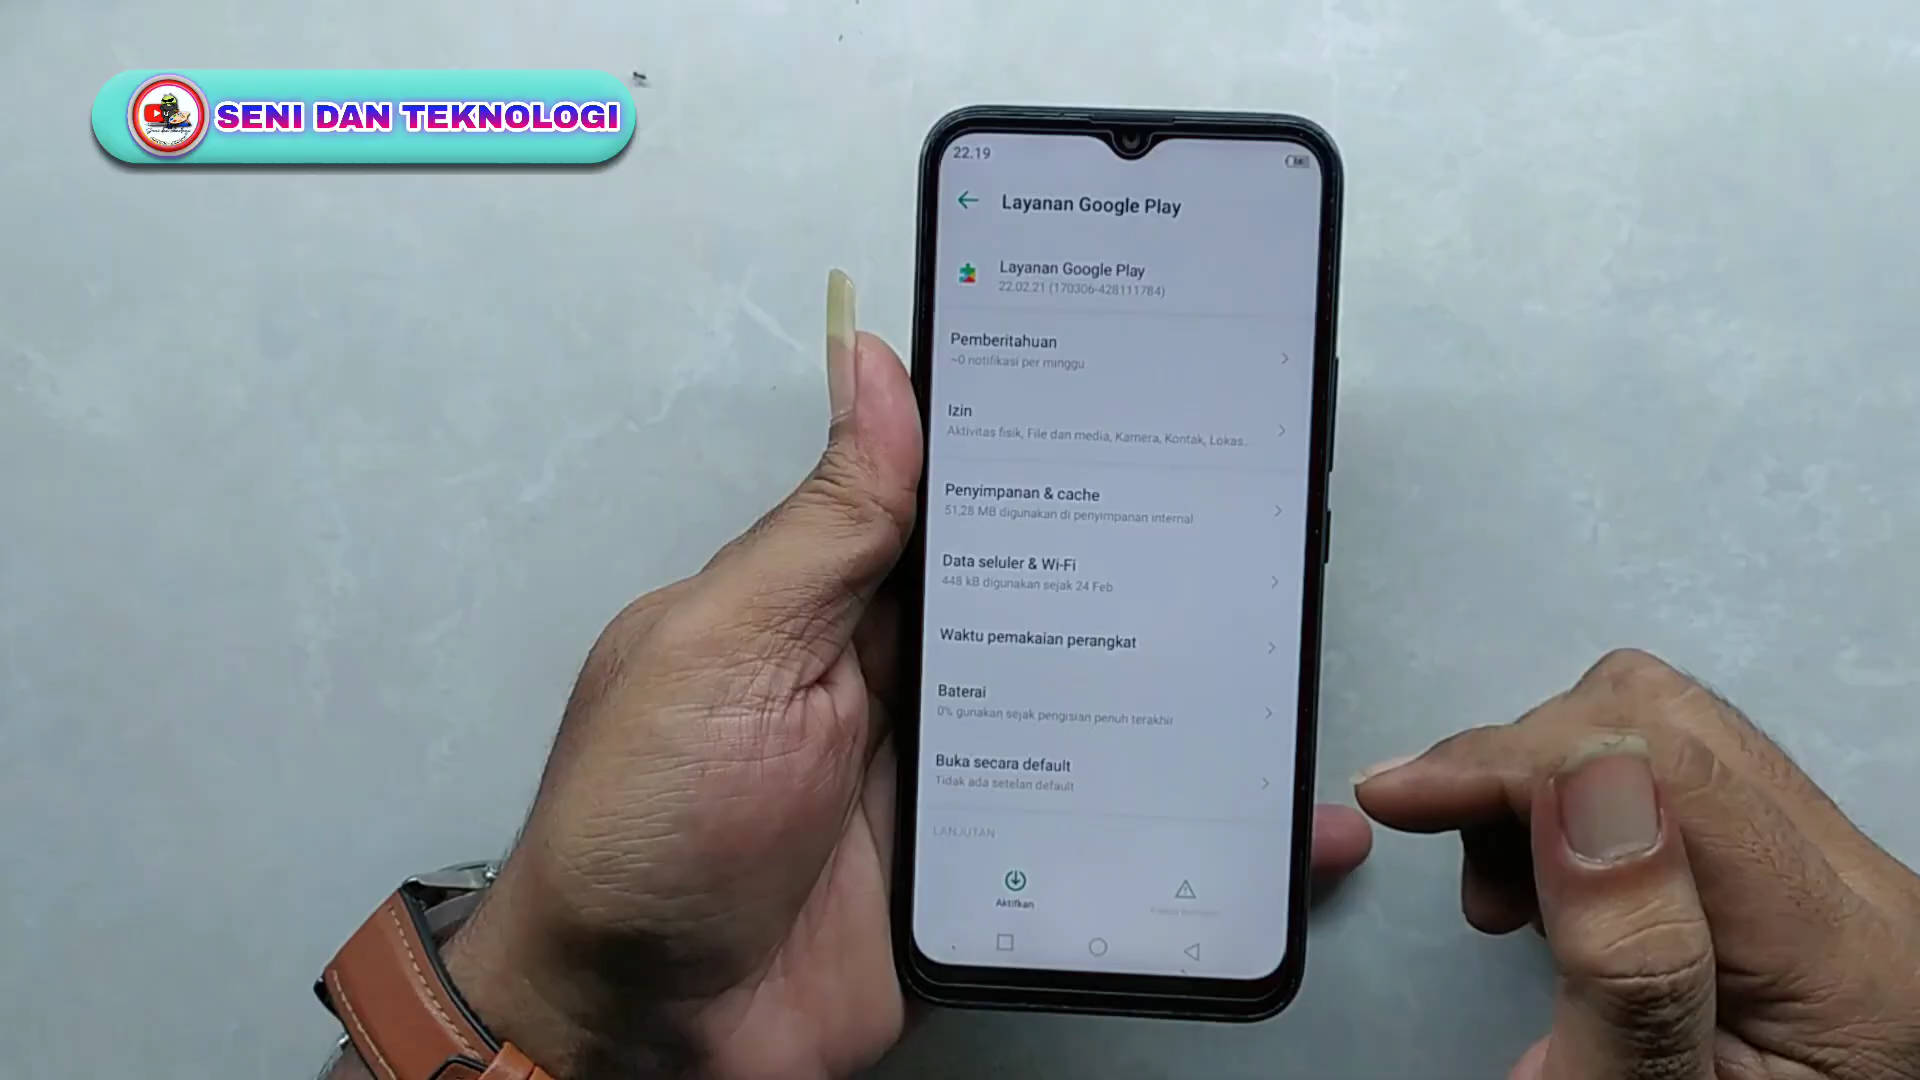 SENI DAN TEKNOLOGI
22.19
Layanan Google Play
Layanan Google Play
22.02.21 (170306-428111784)
Pemberitahuan
~0 notifikasi per minggu
Izin
Aktivitas fisik, File dan media, Kamera, Kontak, Lokas.
Penyimpanan & cache
51,28 MB digunakan di penyimpanan internal
Data seluler & Wi-Fi
448 kB digunakan sejak 24 Feb
Waktu pemakaian perangkat
Baterai
0% gunakan sejak pengisian penuh terakhir
Buka secara default
Tidak ada setelan default
LANJUTAN
Aktifkan